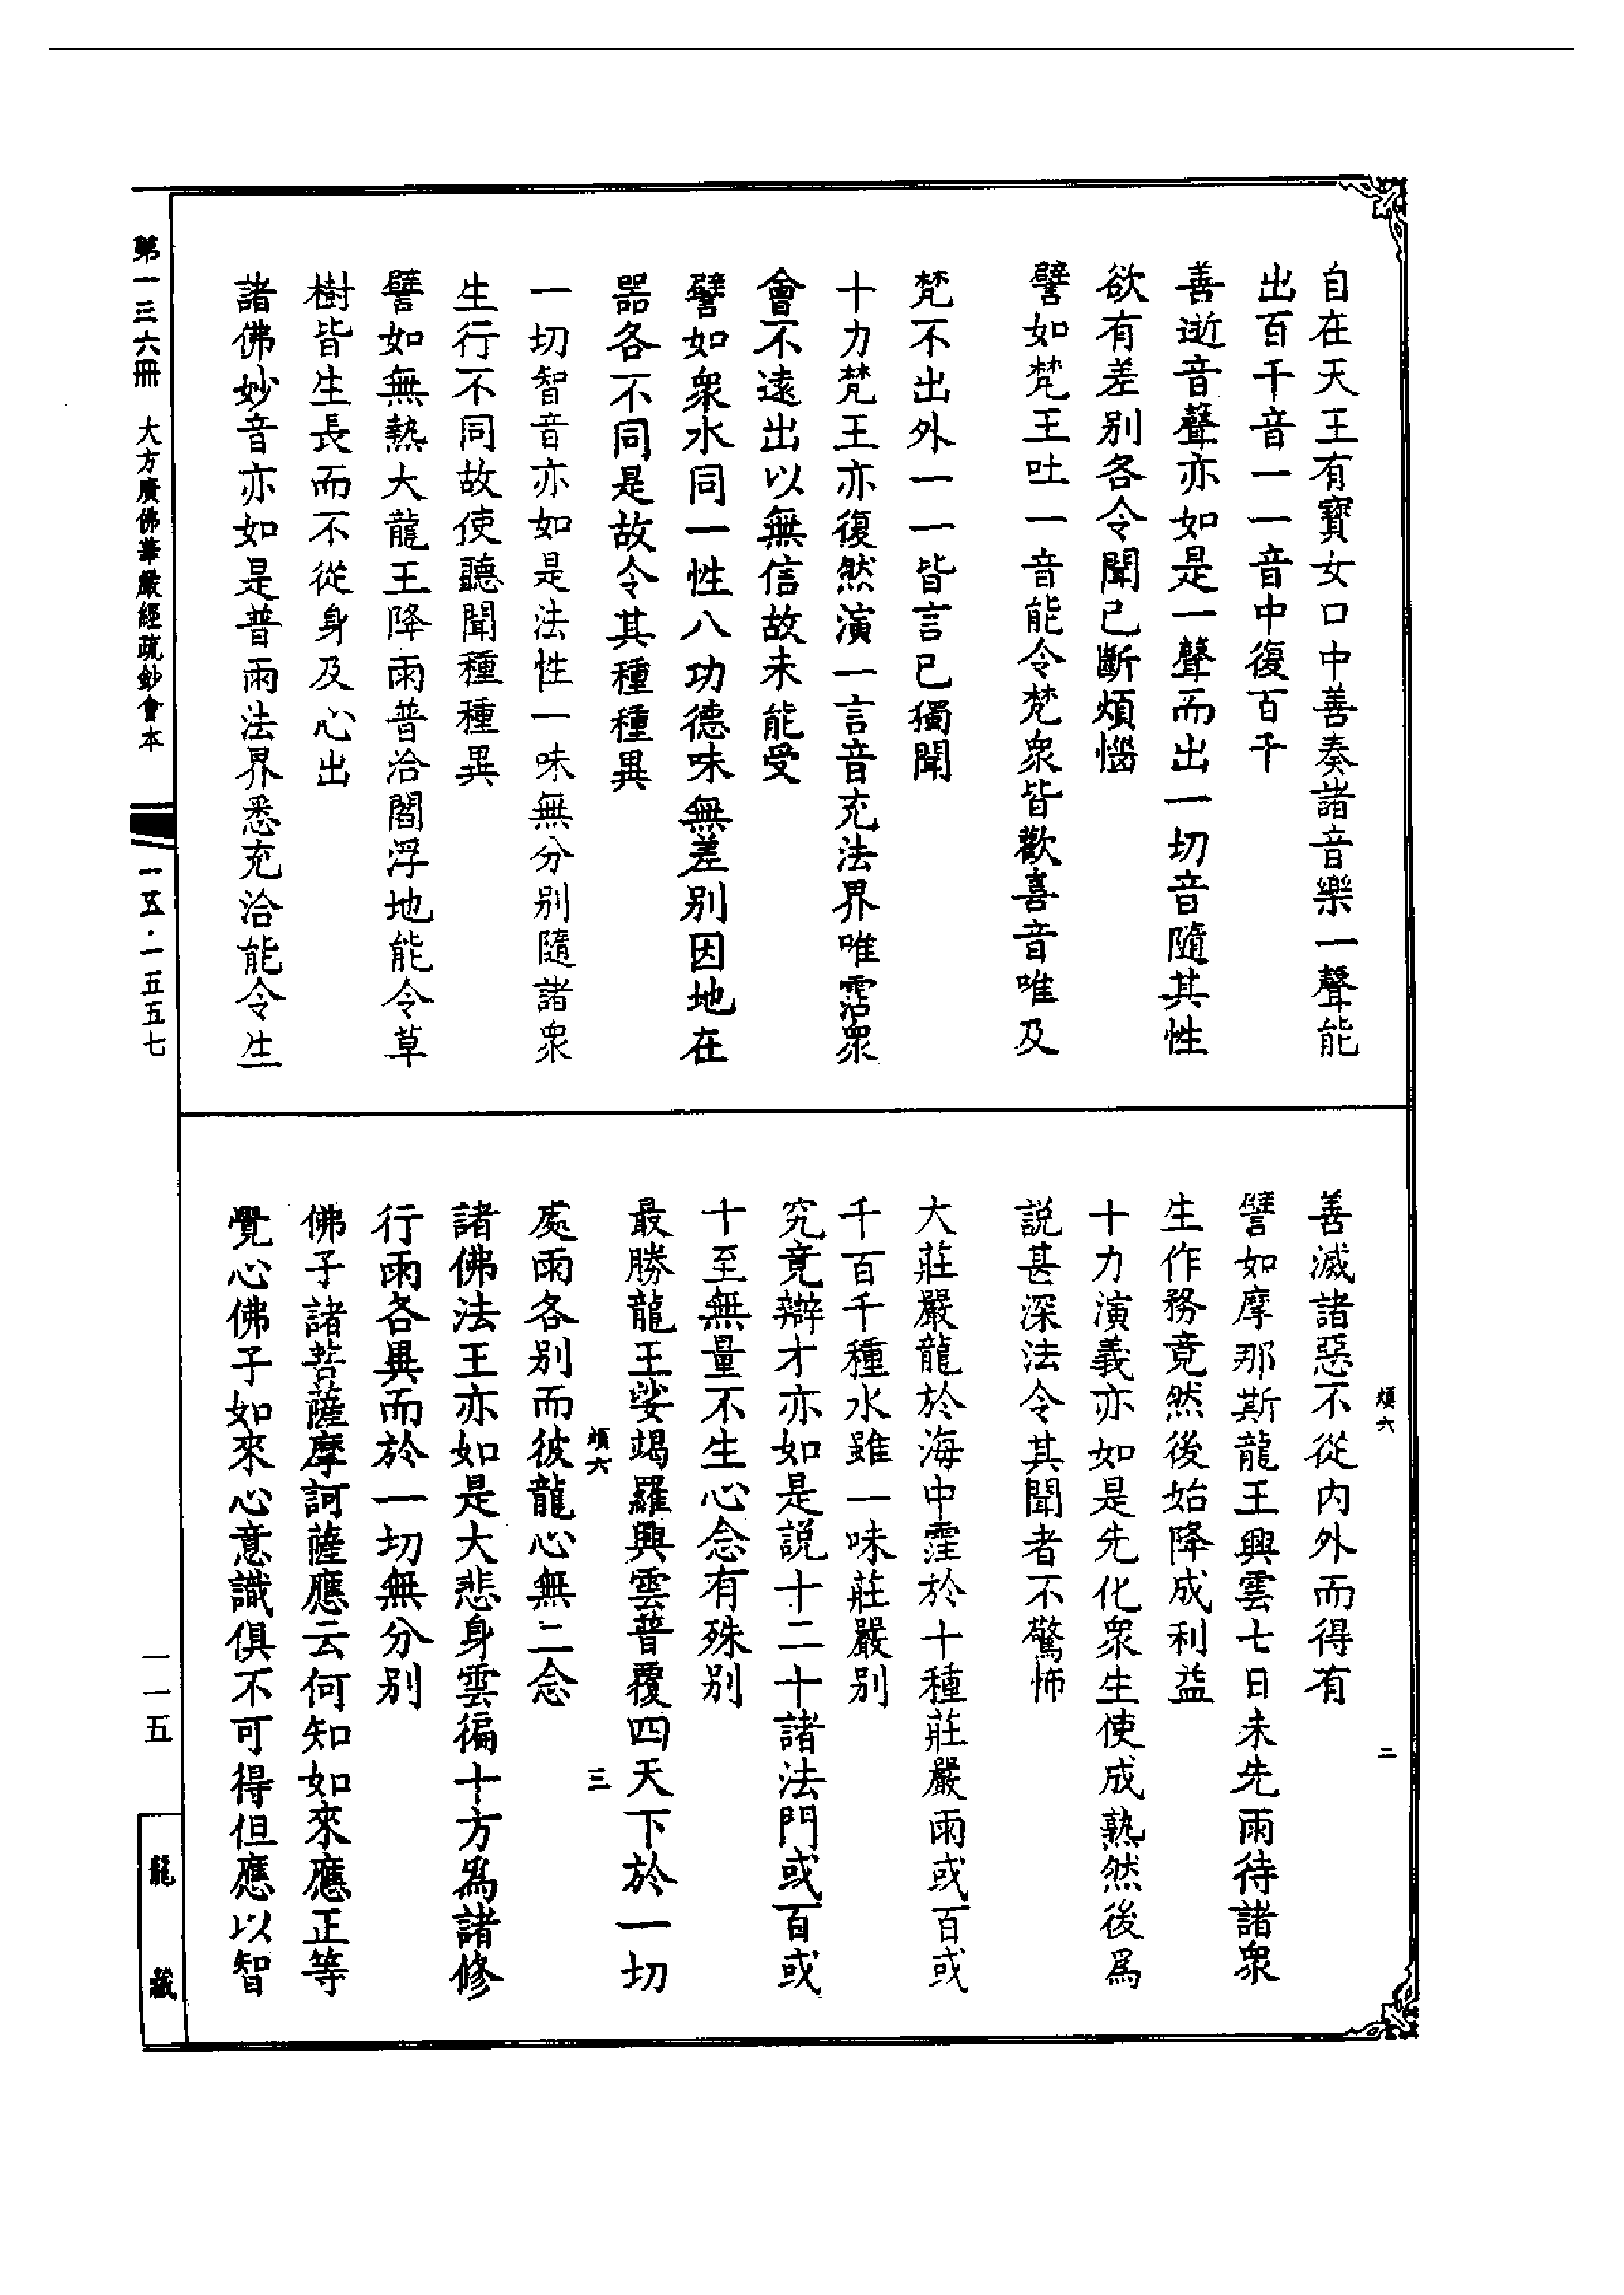 自在天王有寶女口中善奏諸音樂一聲能
出百千音一一音中復百千
善逝音聲亦如是一聲而出一切音隨其性
欲有差別各令聞已斷煩惱
譬如梵王吐一音能令梵衆皆歡喜音唯及
梵不出外一一皆言已獨聞
十力梵王亦復然演一言音充法界唯霑衆
會不遠出以無信故未能受
譬如衆水同一性八功德味無差别因地在
器各不同是故令其種種異
一切智音亦如是法性一味無分别隨諸衆
生行不同故使聽聞種種異
譬如無熱大龍王降雨普洽閻浮地能令草
樹皆生長而不從身及心出
諸佛妙音亦如是普雨法界悉充洽能令生
善滅諸惡不從内外而得有
譬如摩那斯龍王興雲七日未先雨待諸衆
生作務竟然後始降成利益
十力演義亦如是先化衆生使成熟然後爲
説甚深法令其聞者不驚怖
大莊嚴龍於海中霔於十種莊嚴雨或百或
千百千種水雖一味莊嚴别
究竟辯才亦如是説十二十諸法門或百或
十至無量不生心念有殊别
最勝龍王娑竭羅興雲普覆四天下於一切
處雨各别而彼龍心無二念
諸佛法王亦如是大悲身雲徧十方爲諸修
行雨各異而於一切無分别
佛子諸菩薩摩訶薩應云何知如來應正等
覺心佛子如來心意識俱不可得但應以智
煩六
二
煩六
三
第一三六冊 大方廣佛華嚴經疏鈔會本
一五·一五五七
一一五
龍藏